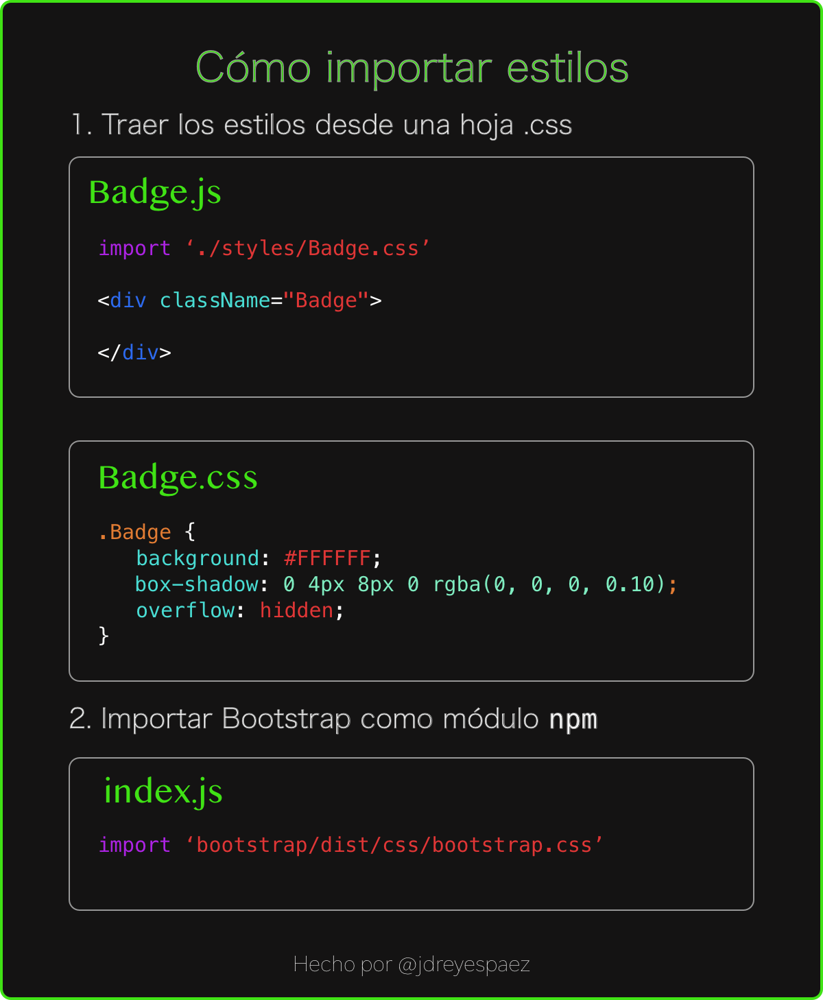 Cómo importar estilos
1. Traer los estilos desde una hoja .css
Badge.js
import ‘./styles/Badge.css’
<div className="Badge">
</div>
Badge.css
.Badge {
background: #FFFFFF;
box-shadow: 0 4px 8px 0 rgba(0, 0, 0, 0.10);
overflow: hidden;
}
2. Importar Bootstrap como módulo npm
index.js
import ‘bootstrap/dist/css/bootstrap.css’
Hecho por @jdreyespaez